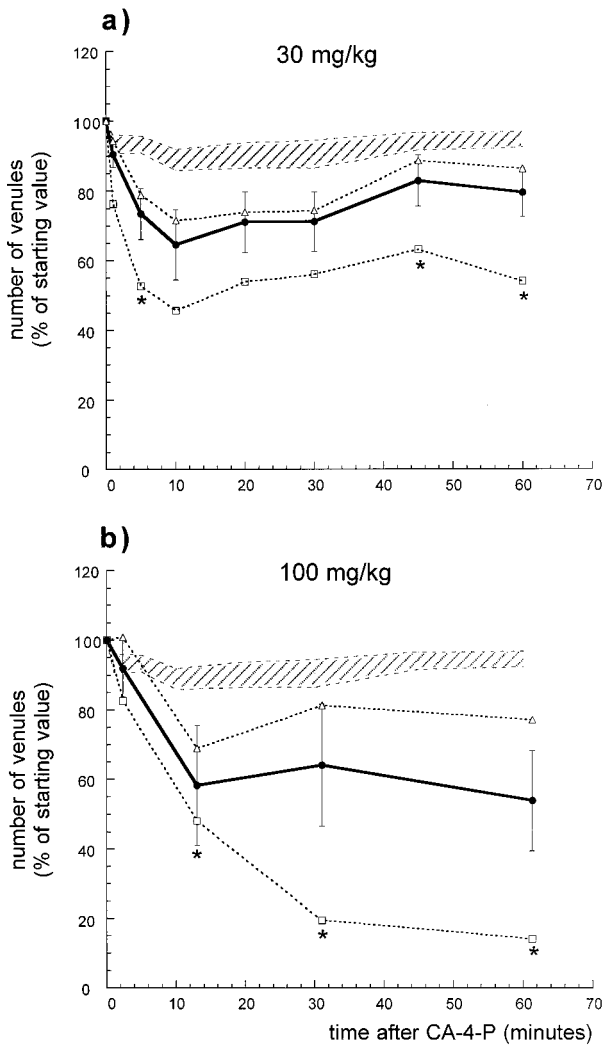 a)
30 mg/kg
number of venules
(% of starting value)
120
100
80
60
40
20
0
*
*
*
0 10 20 30 40 50 60 70
b)
100 mg/kg
number of venules
(% of starting value)
120
100
80
60
40
20
0
*
*
*
0 10 20 30 40 50 60 70
time after CA-4-P (minutes)